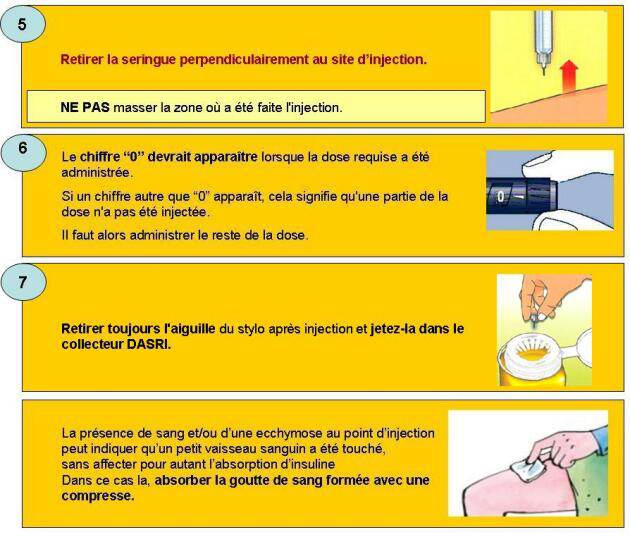 5
Retirer la seringue perpendiculairement au site d'injection.
NE PAS masser la zone où a été faite l'injection.
6
Le chiffre “0” devrait apparaître lorsque la dose requise a été
administrée.
Si un chiffre autre que “0” apparaît, cela signifie qu'une partie de la
dose n'a pas été injectée.
Il faut alors administrer le reste de la dose.
0
7
Retirer toujours l'aiguille du stylo après injection et jetez-la dans le
collecteur DASRI.
La présence de sang et/ou d'une ecchymose au point d'injection
peut indiquer qu'un petit vaisseau sanguin a été touché,
sans affecter pour autant l'absorption d'insuline
Dans ce cas la, absorber la goutte de sang formée avec une
compresse.